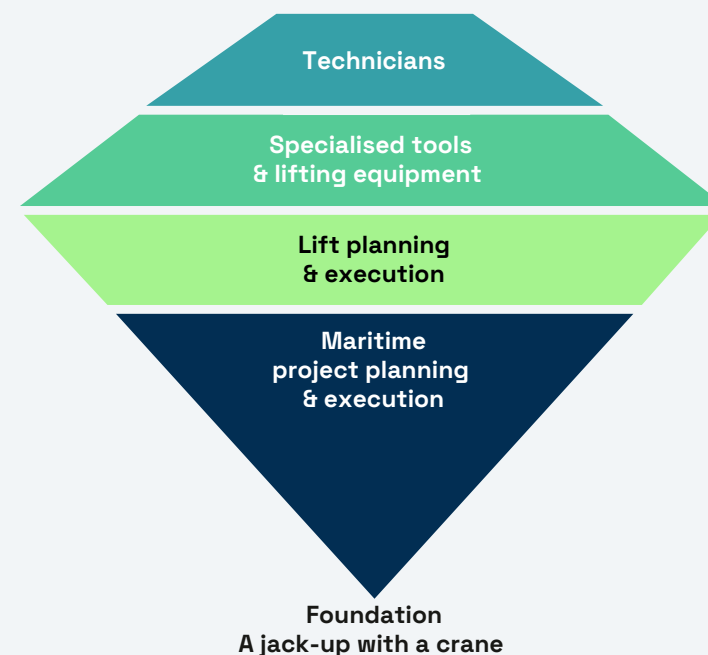 Technicians
Specialised tools
& lifting equipment
Lift planning
& execution
Maritime
project planning
& execution
Foundation
A jack-up with a crane